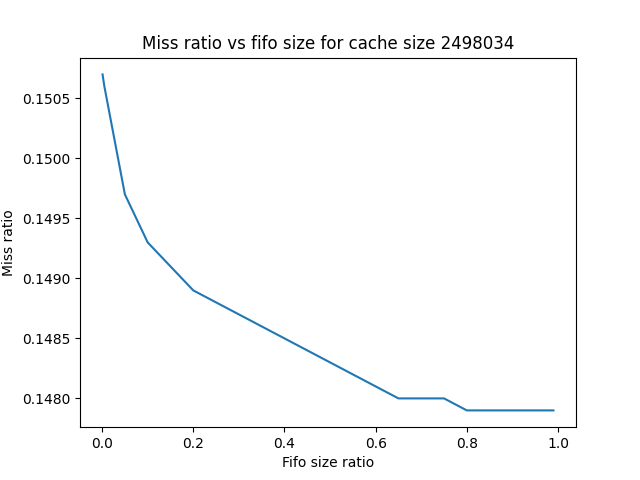 Miss ratio vs fifo size for cache size 2498034
0.1505
0.1500
0.1495
0.1490
0.1485
0.1480
Miss ratio
0.0 0.2 0.4 0.6 0.8 1.0
Fifo size ratio